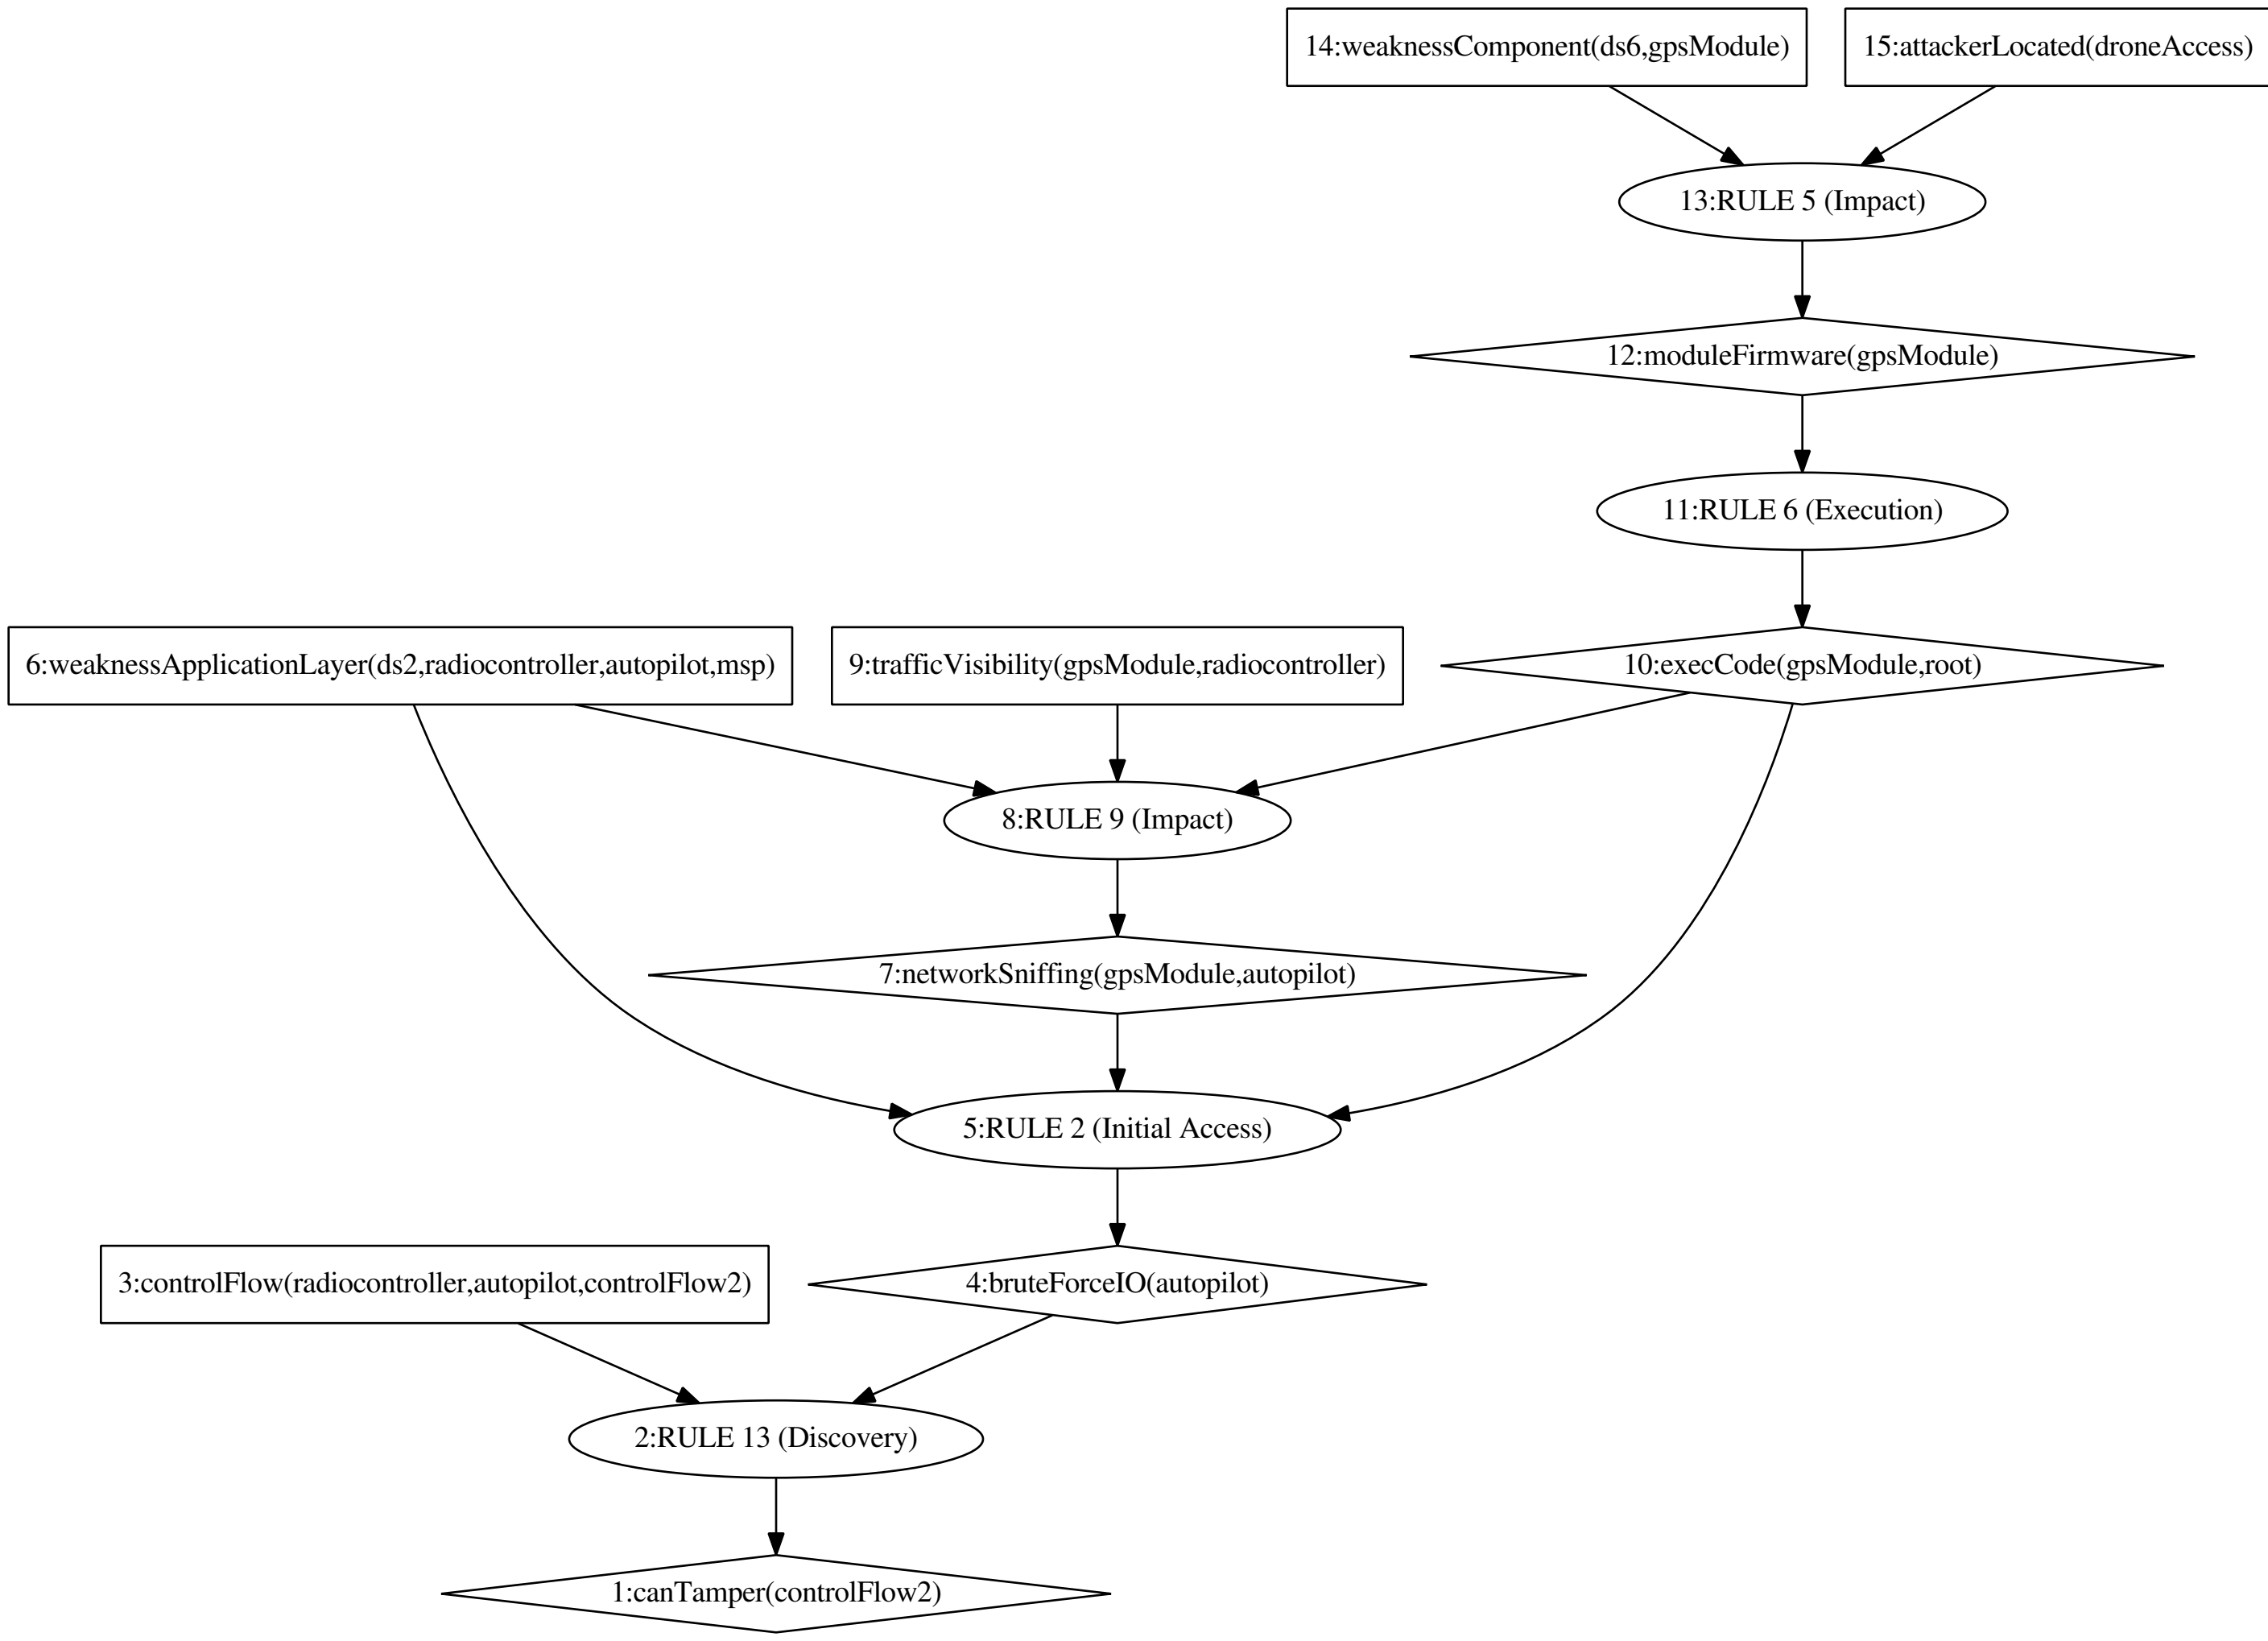 14:weaknessComponent(ds6,gpsModule)
15:attackerLocated(droneAccess)
13:RULE 5 (Impact)
12:moduleFirmware(gpsModule)
11:RULE 6 (Execution)
6:weaknessApplicationLayer(ds2,radiocontroller,autopilot,msp)
9:trafficVisibility(gpsModule,radiocontroller)
10:execCode(gpsModule,root)
8:RULE 9 (Impact)
7:networkSniffing(gpsModule,autopilot)
5:RULE 2 (Initial Access)
3:controlFlow(radiocontroller,autopilot,controlFlow2)
4:bruteForceIO(autopilot)
2:RULE 13 (Discovery)
1:canTamper(controlFlow2)